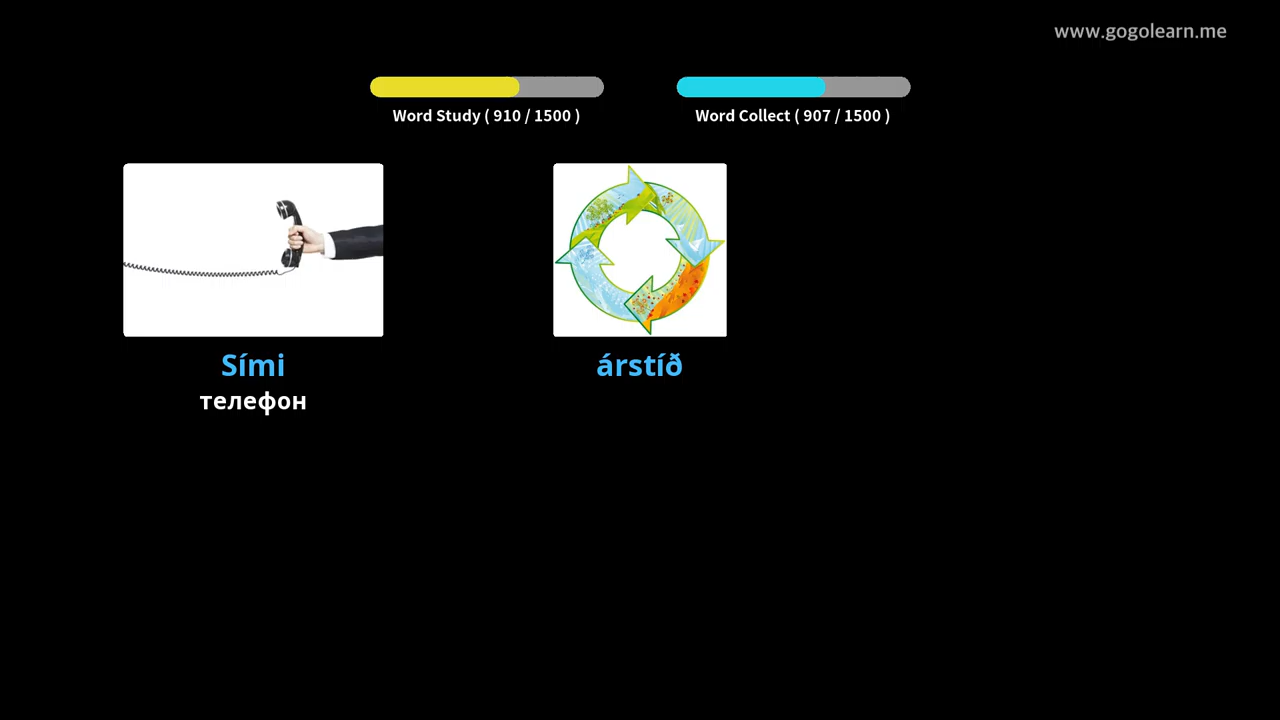 www.gogolearn.me
Word Study ( 910 / 1500 )
Word Collect ( 907 / 1500 )
Sími
телефон
árstíð